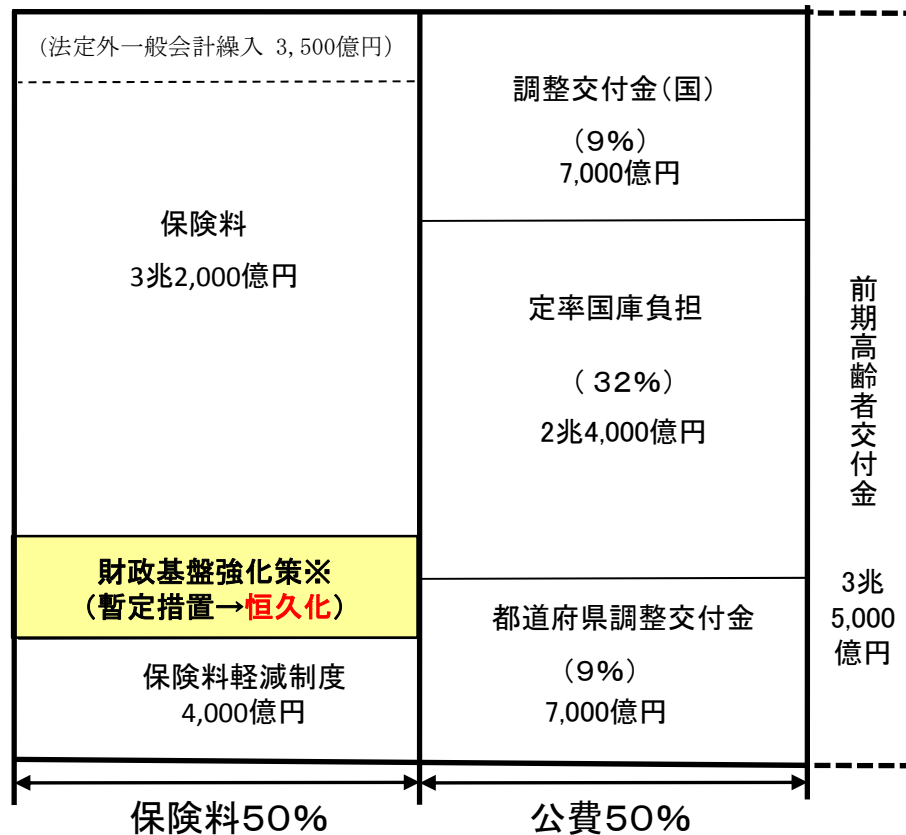 (法定外一般会計繰入 3,500億円)
保険料
3兆2,000億円
財政基盤強化策※
(暫定措置→恒久化)
保険料軽減制度
4,000億円
調整交付金(国)
(9%)
7,000億円
定率国庫負担
( 32%)
2兆4,000億円
都道府県調整交付金
(9%)
7,000億円
前期高齢者交付金
3兆
5,000
億円
保険料50%
公費50%